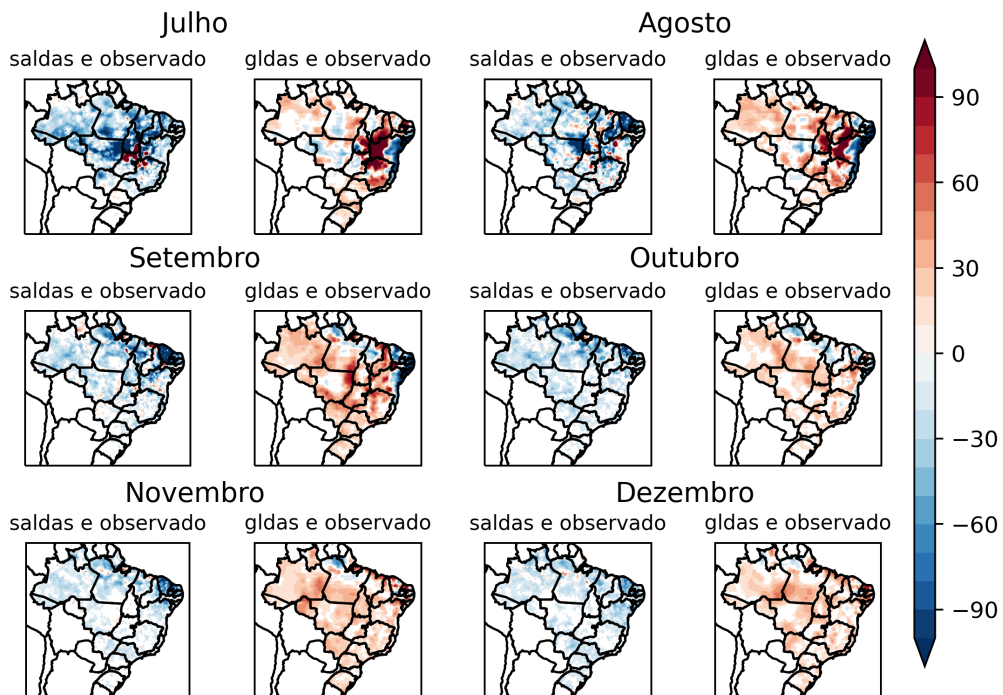 Julho
Agosto
saldas e observado
gldas e observado
saldas e observado
gldas e observado
Setembro
Outubro
saldas e observado
gldas e observado
saldas e observado
gldas e observado
Novembro
Dezembro
saldas e observado
gldas e observado
saldas e observado
gldas e observado
90
60
30
0
−30
−60
−90